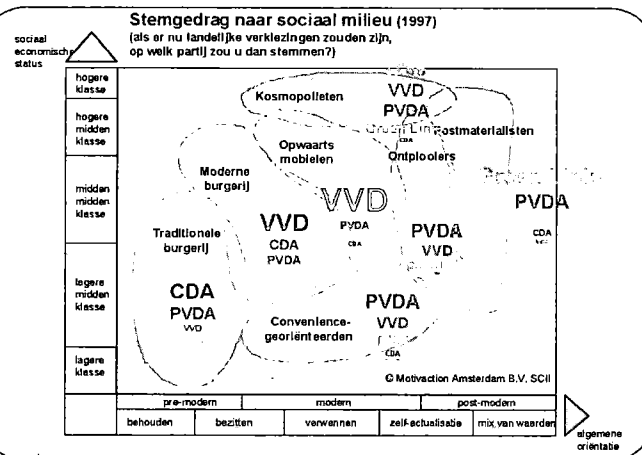 Stemgedrag naar sociaal milieu (1997)
(als er nu landelijke verkiezingen zouden zijn,
op welk partij zou u dan stemmen?)
sociaal
economische
status
hogere
klasse
hogere
midden
klasse
midden
midden
klasse
lagere
midden
klasse
lagere
klasse
Kosmopolieten
VVD
PVDA
CDA
Postmaterialisten
Opwaarts
mobielen
Ontplooiers
Moderne
burgerij
VVD
PVDA
CDA
PVDA
CDA
Traditionele
burgerij
VVD
CDA
PVDA
PVDA
VVD
CDA
PVDA
VVD
PVDA
VVD
CDA
Convenience-
georiënteerden
© Motivaction Amsterdam B.V. SCII
pre-modern modern post-modern
behouden bezitten verwennen zelf-actualisatie mix van waarden
algemene
oriëntatie